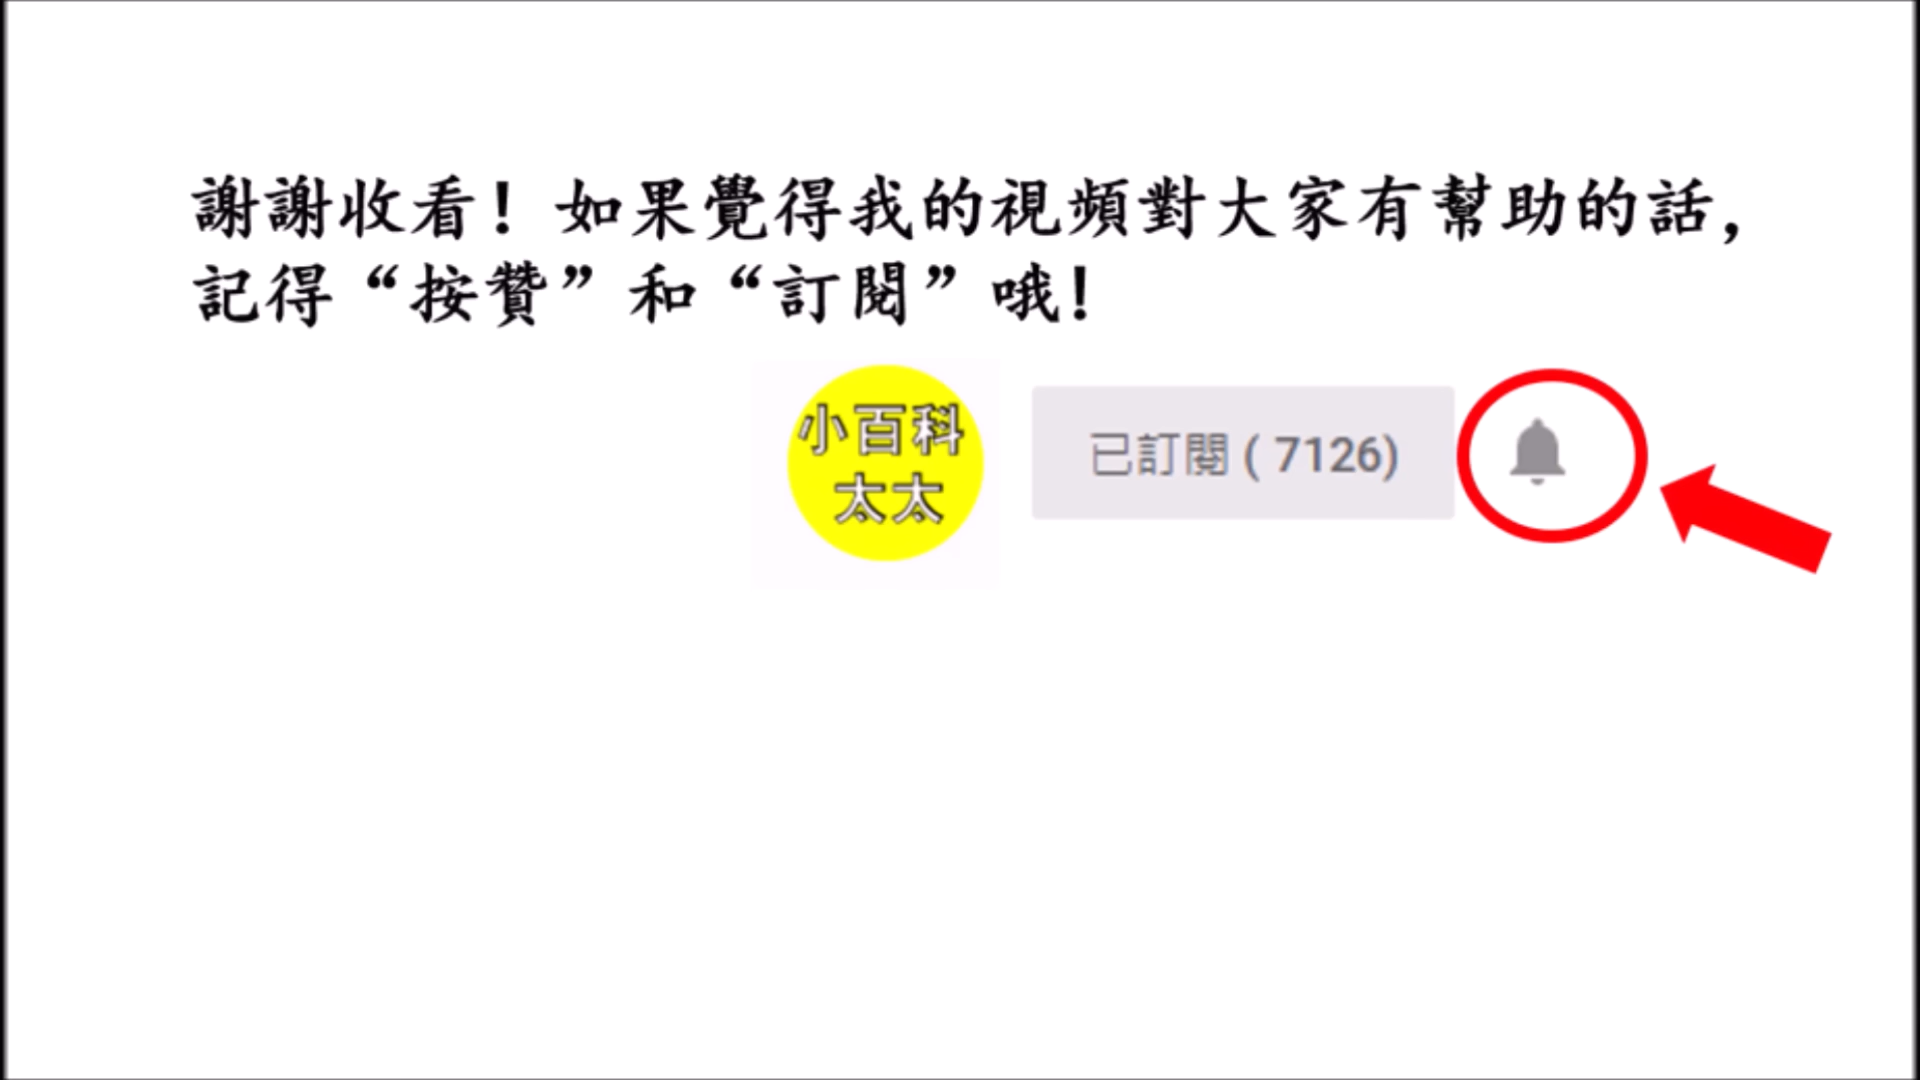 謝謝收看！如果覺得我的視頻對大家有幫助的話，
記得“按贊”和“訂閱”哦！
小百科
太太
已訂閱 ( 7126)